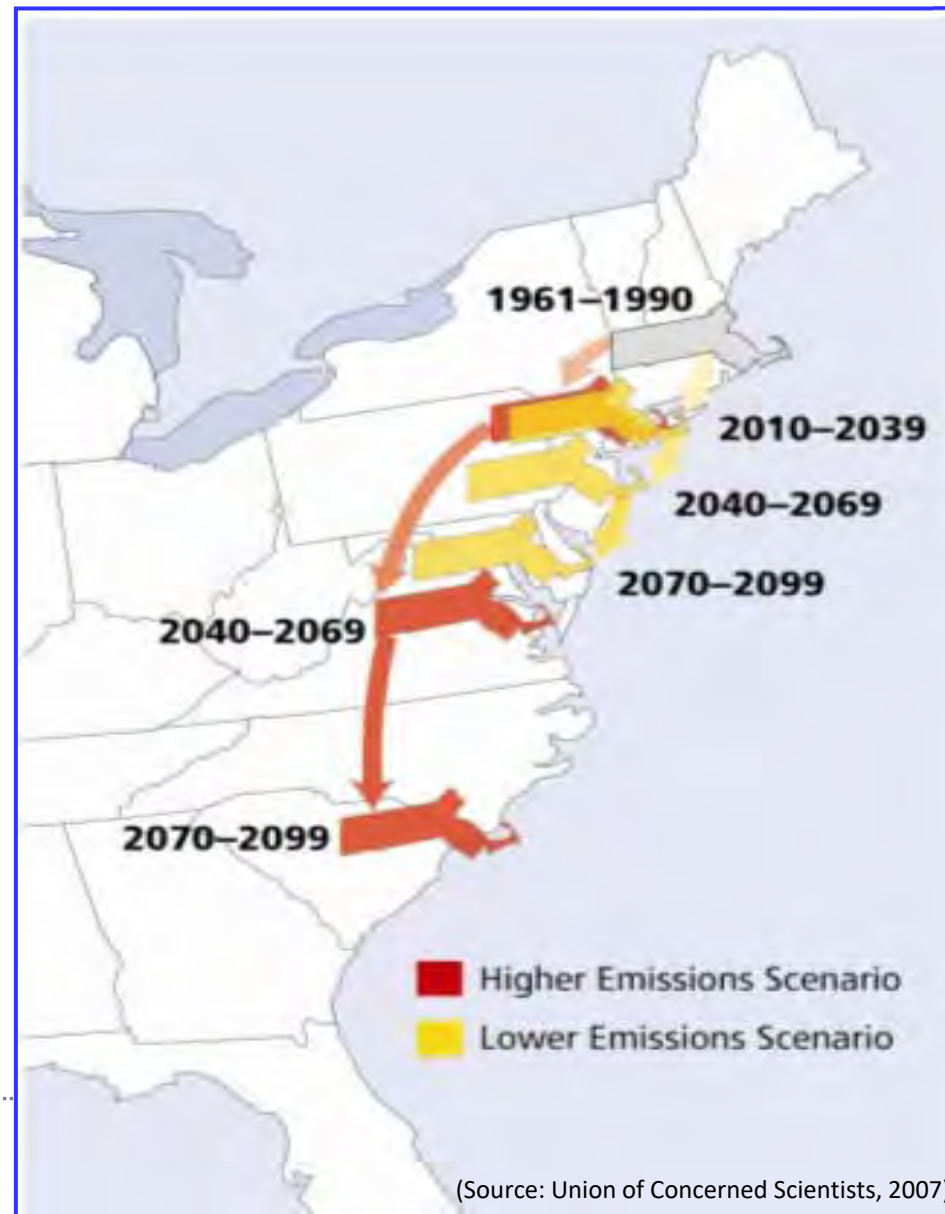 1961–1990
2010–2039
2040–2069
2070–2099
2040–2069
2070–2099
Higher Emissions Scenario
Lower Emissions Scenario
(Source: Union of Concerned Scientists, 2007)